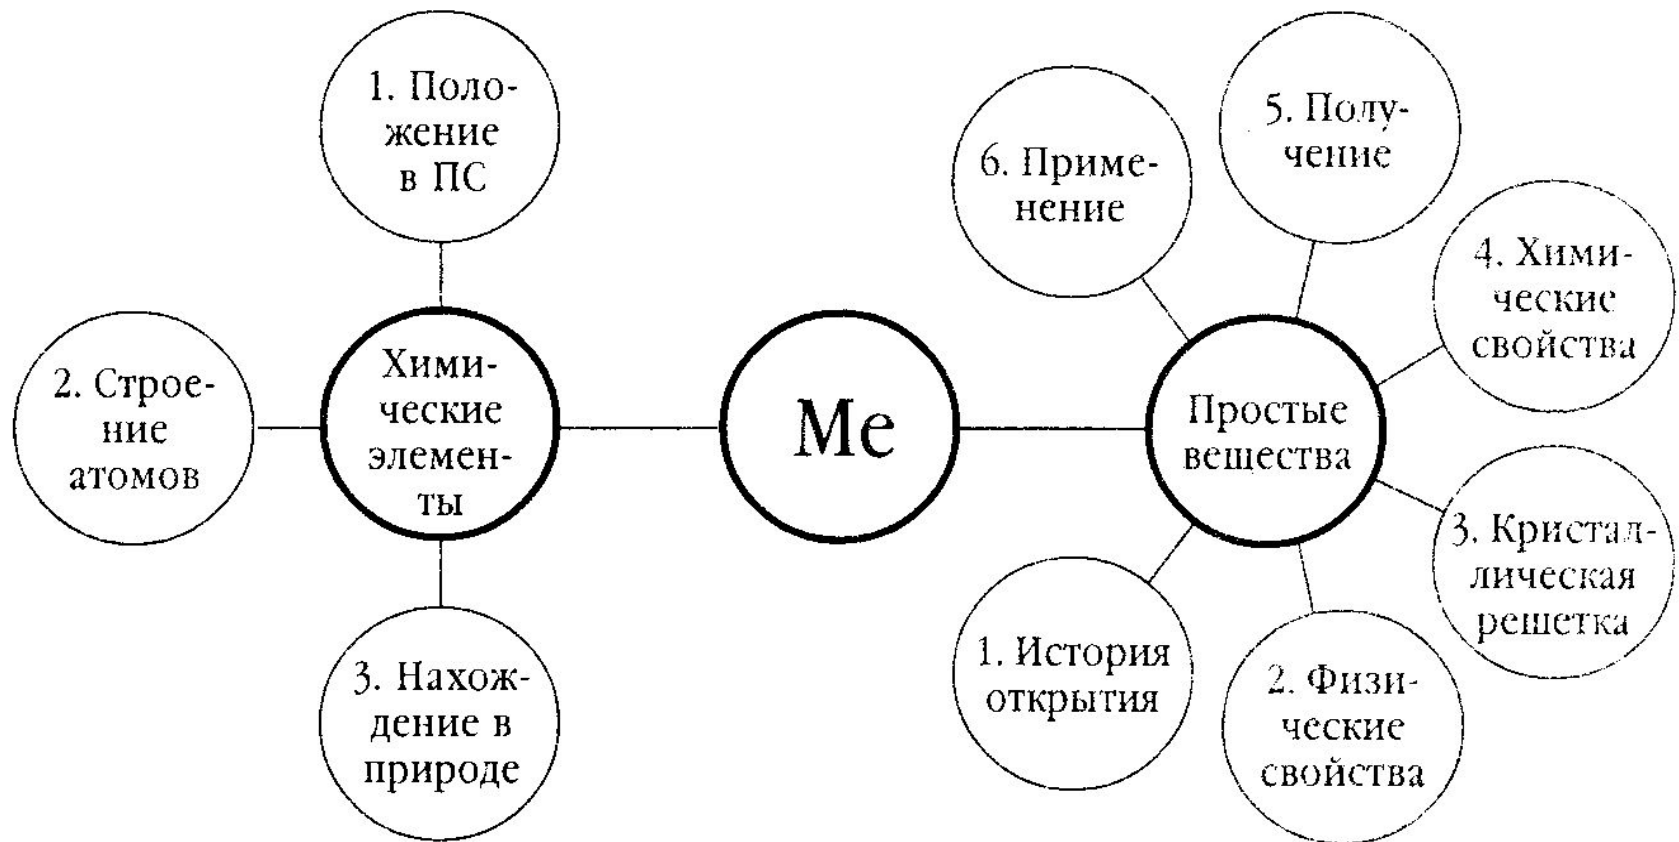 1. Поло-
жение
в ПС
2. Строе-
ние
атомов
Хими-
ческие
элемен-
ты
3. Нахож-
дение в
природе
Ме
Простые
вещества
1. История
открытия
2. Физи-
ческие
свойства
3. Кристал-
лическая
решетка
4. Хими-
ческие
свойства
5. Полу-
чение
6. Приме-
нение